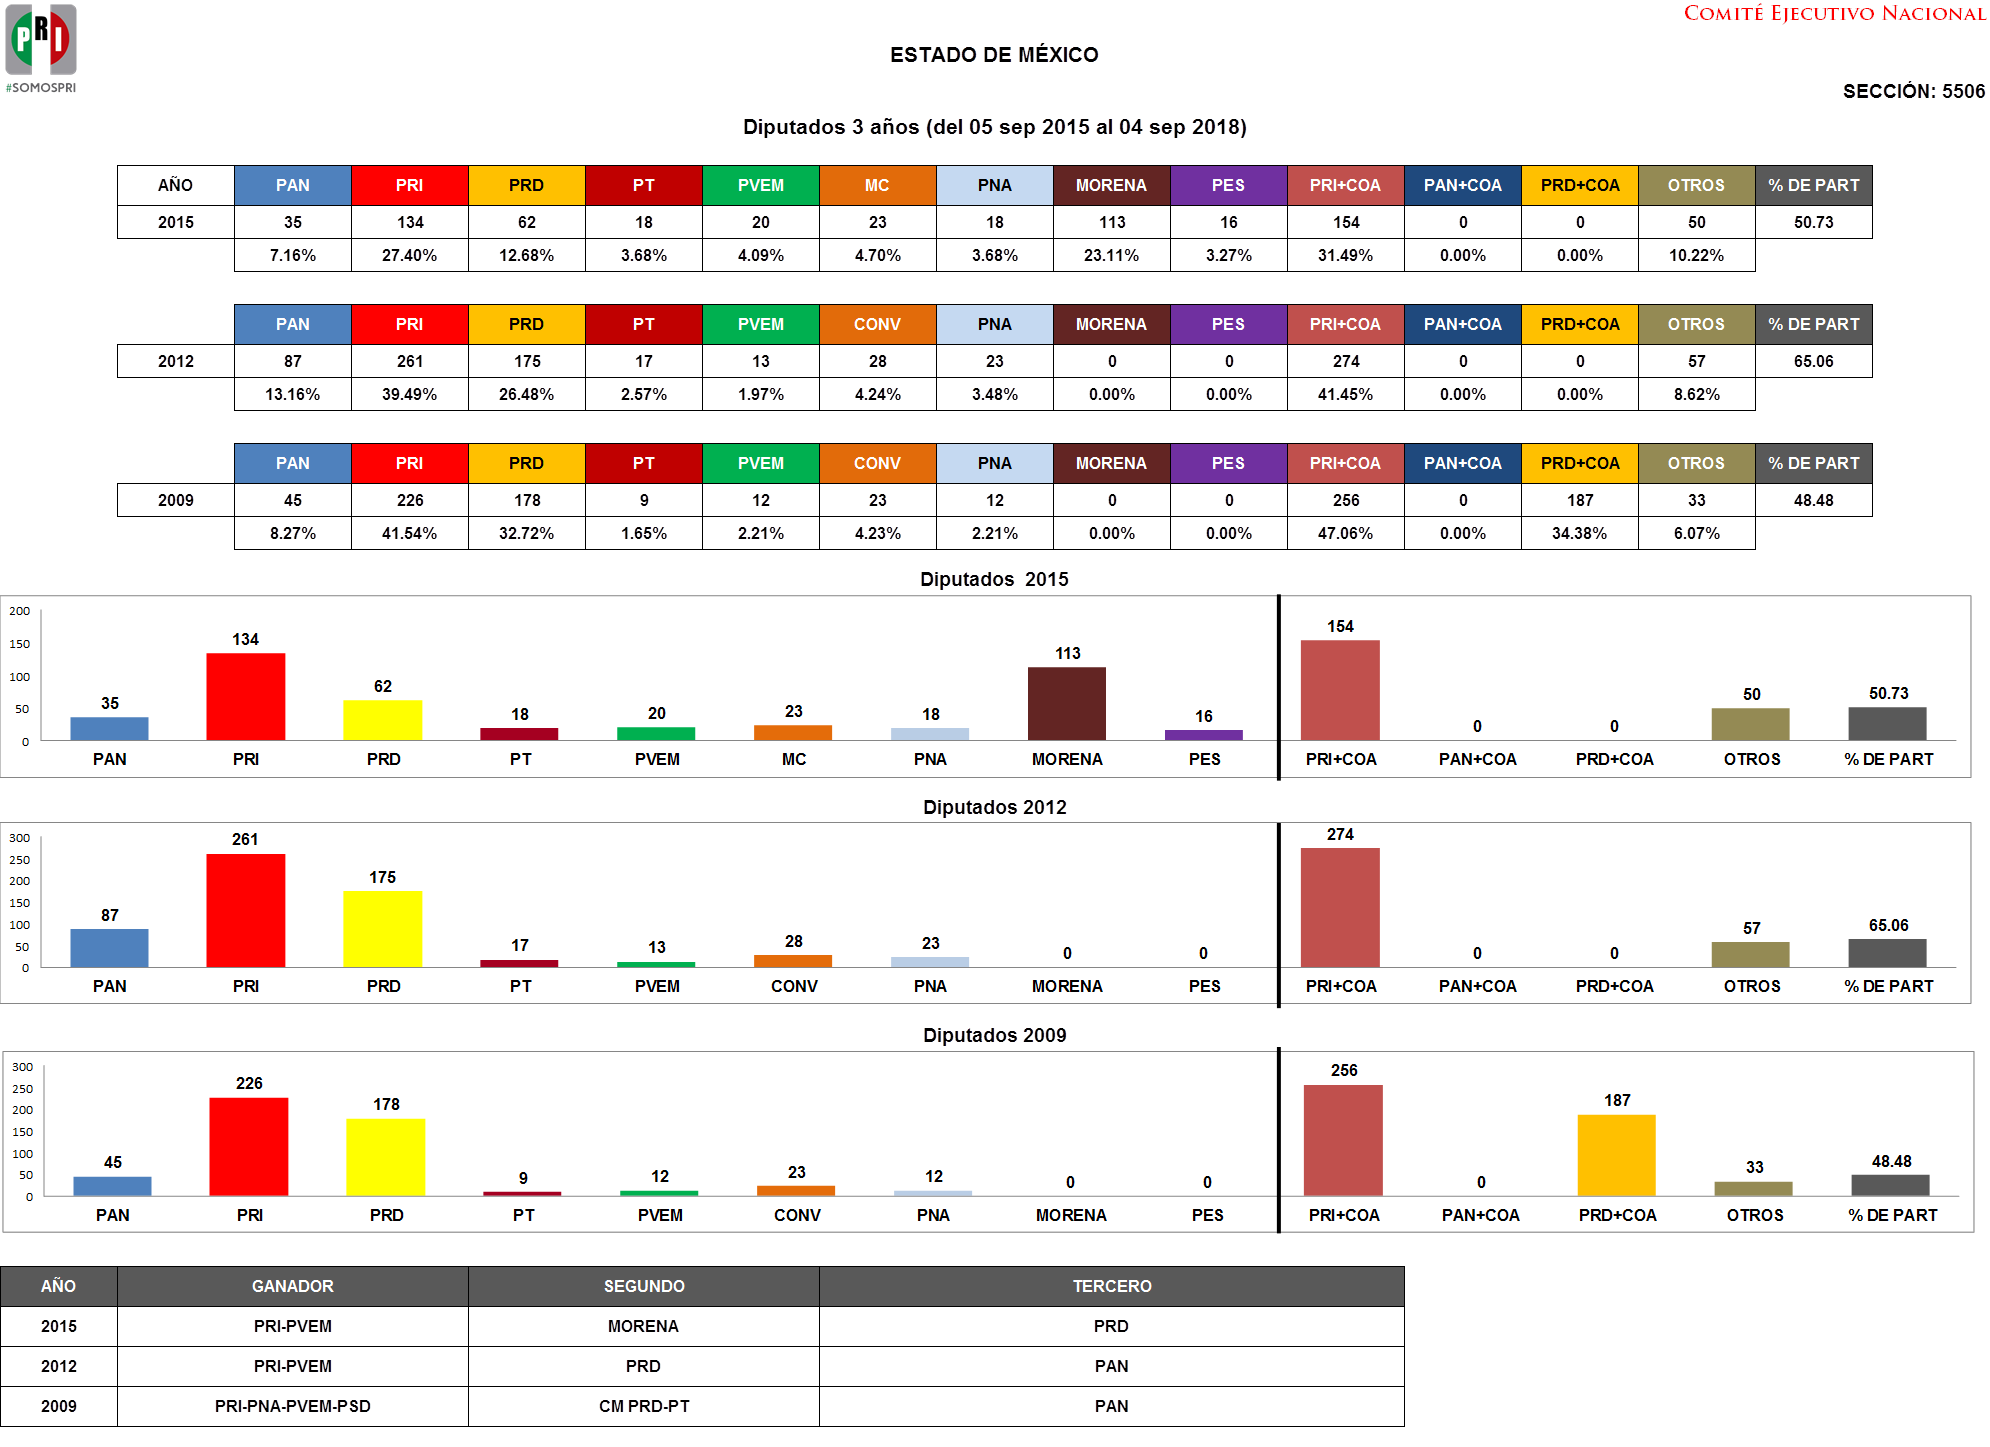 PRI
#SOMOSPRI
COMITÉ EJECUTIVO NACIONAL
ESTADO DE MÉXICO
SECCIÓN: 5506
Diputados 3 años (del 05 sep 2015 al 04 sep 2018)
AÑO PAN PRI PRD PT PVEM MC PNA MORENA PES PRI+COA PAN+COA PRD+COA OTROS % DE PART
2015 35 134 62 18 20 23 18 113 16 154 0 0 50 50.73
7.16% 27.40% 12.68% 3.68% 4.09% 4.70% 3.68% 23.11% 3.27% 31.49% 0.00% 0.00% 10.22%
PAN PRI PRD PT PVEM CONV PNA MORENA PES PRI+COA PAN+COA PRD+COA OTROS % DE PART
2012 87 261 175 17 13 28 23 0 0 274 0 0 57 65.06
13.16% 39.49% 26.48% 2.57% 1.97% 4.24% 3.48% 0.00% 0.00% 41.45% 0.00% 0.00% 8.62%
PAN PRI PRD PT PVEM CONV PNA MORENA PES PRI+COA PAN+COA PRD+COA OTROS % DE PART
2009 45 226 178 9 12 23 12 0 0 256 0 187 33 48.48
8.27% 41.54% 32.72% 1.65% 2.21% 4.23% 2.21% 0.00% 0.00% 47.06% 0.00% 34.38% 6.07%
Diputados 2015
200
150
100
50
0
35 134 62 18 20 23 18 113 16 154 0 0 50 50.73
PAN PRI PRD PT PVEM MC PNA MORENA PES PRI+COA PAN+COA PRD+COA OTROS % DE PART
Diputados 2012
300
250
200
150
100
50
0
87 261 175 17 13 28 23 0 0 274 0 0 57 65.06
PAN PRI PRD PT PVEM CONV PNA MORENA PES PRI+COA PAN+COA PRD+COA OTROS % DE PART
Diputados 2009
300
250
200
150
100
50
0
45 226 178 9 12 23 12 0 0 256 0 187 33 48.48
PAN PRI PRD PT PVEM CONV PNA MORENA PES PRI+COA PAN+COA PRD+COA OTROS % DE PART
AÑO GANADOR SEGUNDO TERCERO
2015 PRI-PVEM MORENA PRD
2012 PRI-PVEM PRD PAN
2009 PRI-PNA-PVEM-PSD CM PRD-PT PAN